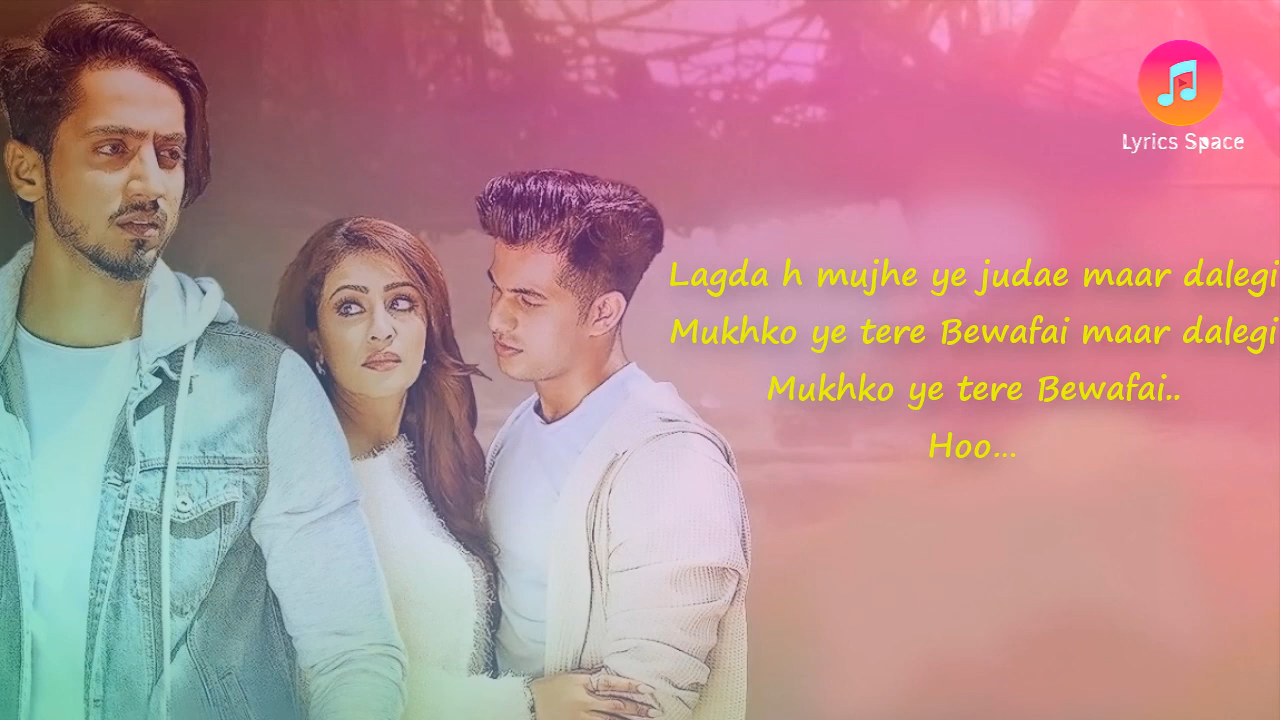 Lyrics Space
Lagda h mujhe ye judae maar dalegi
Mukhko ye tere Bewafai maar dalegi
Mukhko ye tere Bewafai..
Hoo...